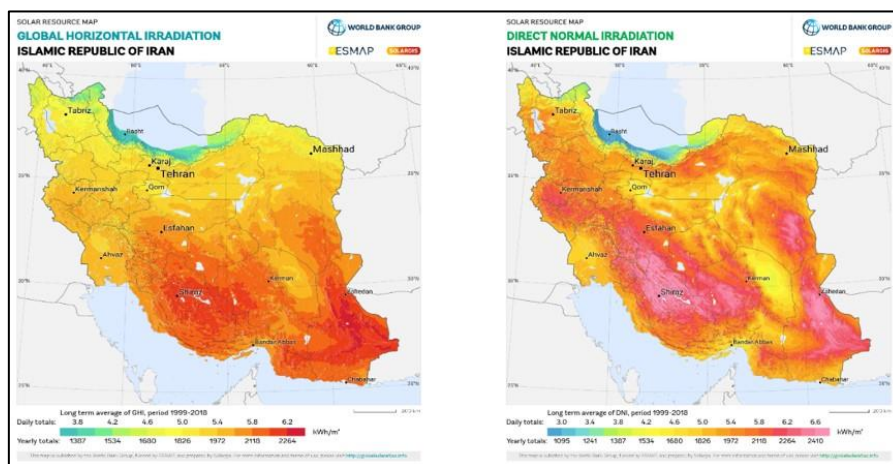 SOLAR RESOURCE MAP
GLOBAL HORIZONTAL IRRADIATION
ISLAMIC REPUBLIC OF IRAN
WORLD BANK GROUP
ESMAP
SOLARGIS
Tabriz
Rasht
Mashhad
Karaj
Tehran
Kermanshah
Qom
Esfahan
Ahvaz
Kerman
Shiraz
Zahedan
Bandar Abbas
Chabahar
Long term average of GHI, period 1999-2018
Daily totals: 3.8 4.2 4.6 5.0 5.4 5.8 6.2
kWh/m²
Yearly totals: 1387 1534 1680 1826 1972 2118 2264
SOLAR RESOURCE MAP
DIRECT NORMAL IRRADIATION
ISLAMIC REPUBLIC OF IRAN
WORLD BANK GROUP
ESMAP
SOLARGIS
Tabriz
Rasht
Mashhad
Karaj
Tehran
Kermanshah
Qom
Esfahan
Ahvaz
Kerman
Shiraz
Zahedan
Bandar Abbas
Chabahar
Long term average of DNI, period 1999-2018
Daily totals: 3.0 3.4 3.8 4.2 4.6 5.0 5.4 5.8 6.2 6.6
kWh/m²
Yearly totals: 1095 1241 1387 1534 1680 1826 1972 2118 2264 2410